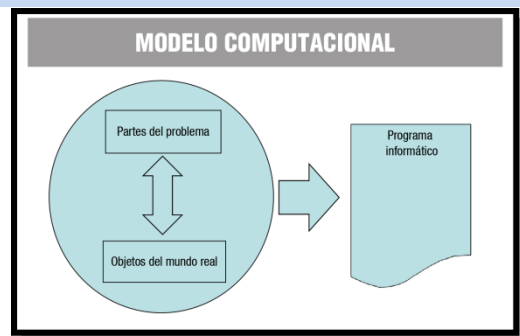 MODELO COMPUTACIONAL
Partes del problema
Objetos del mundo real
Programa
informático